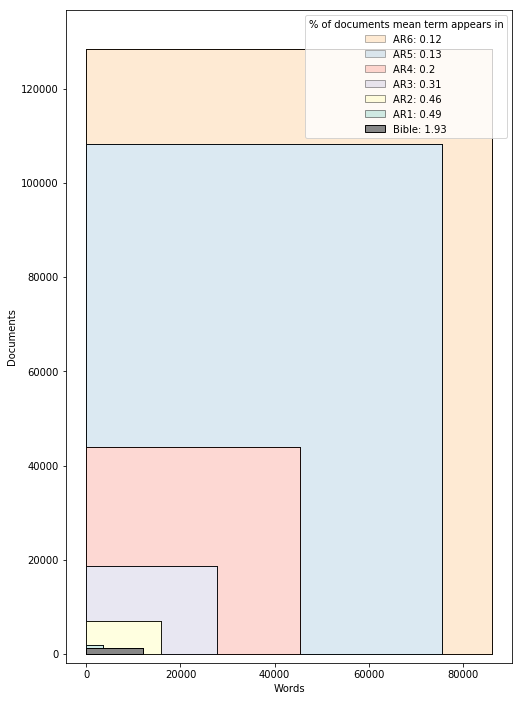 % of documents mean term appears in
AR6: 0.12
AR5: 0.13
AR4: 0.2
AR3: 0.31
AR2: 0.46
AR1: 0.49
Bible: 1.93
120000
100000
80000
60000
40000
20000
0
Documents
0 20000 40000 60000 80000
Words